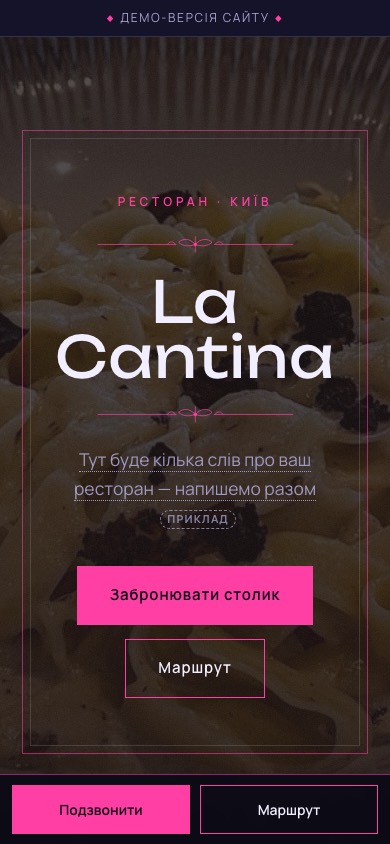 ♦ ДЕМО-ВЕРСІЯ САЙТУ ♦
РЕСТОРАН · КИЇВ
La
Cantina
Тут буде кілька слів про ваш
ресторан — напишемо разом
ПРИКЛАД
Забронювати столик
Маршрут
Подзвонити
Маршрут